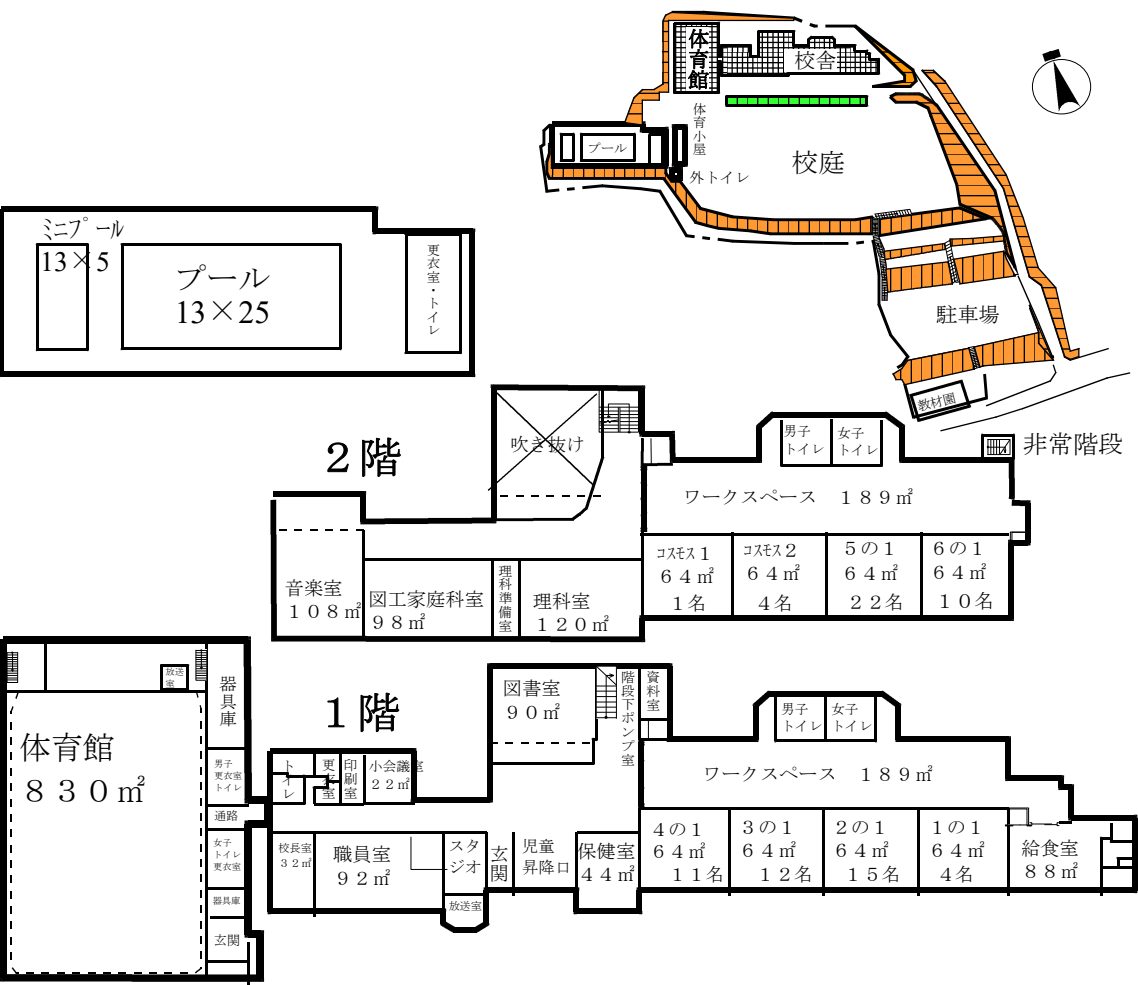 体育館
校舎
体育小屋
プール
外トイレ
校庭
駐車場
教材園
ミニプール
13×5
プール
13×25
更衣室・トイレ
２階
吹き抜け
男子
トイレ
女子
トイレ
非常階段
ワークスペース　１８９㎡
音楽室
１０８㎡
図工家庭科室
９８㎡
理科準備室
理科室
１２０㎡
コスモス１
６４㎡
１名
コスモス２
６４㎡
４名
５の１
６４㎡
２２名
６の１
６４㎡
１０名
１階
放送室
器具庫
体育館
８３０㎡
男子
更衣室
トイレ
通路
女子
トイレ
更衣室
器具庫
玄関
トイレ
更衣室
印刷室
小会議室
２２㎡
図書室
９０㎡
階段下ポンプ室
資料室
男子
トイレ
女子
トイレ
ワークスペース　１８９㎡
校長室
３２㎡
職員室
９２㎡
スタジオ
放送室
玄関
児童
昇降口
保健室
４４㎡
４の１
６４㎡
１１名
３の１
６４㎡
１２名
２の１
６４㎡
１５名
１の１
６４㎡
４名
給食室
８８㎡